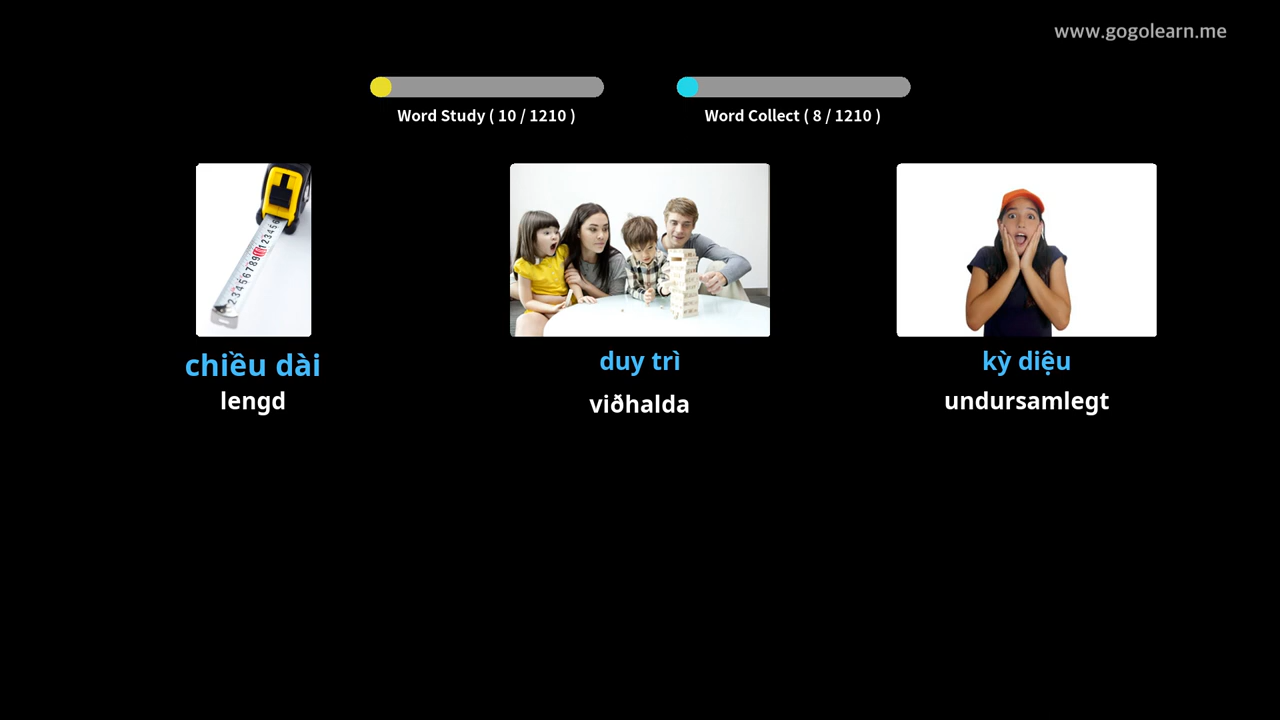 www.gogolearn.me
Word Study ( 10 / 1210 )
Word Collect ( 8 / 1210 )
chiều dài
lengd
duy trì
viðhalda
kỳ diệu
undursamlegt